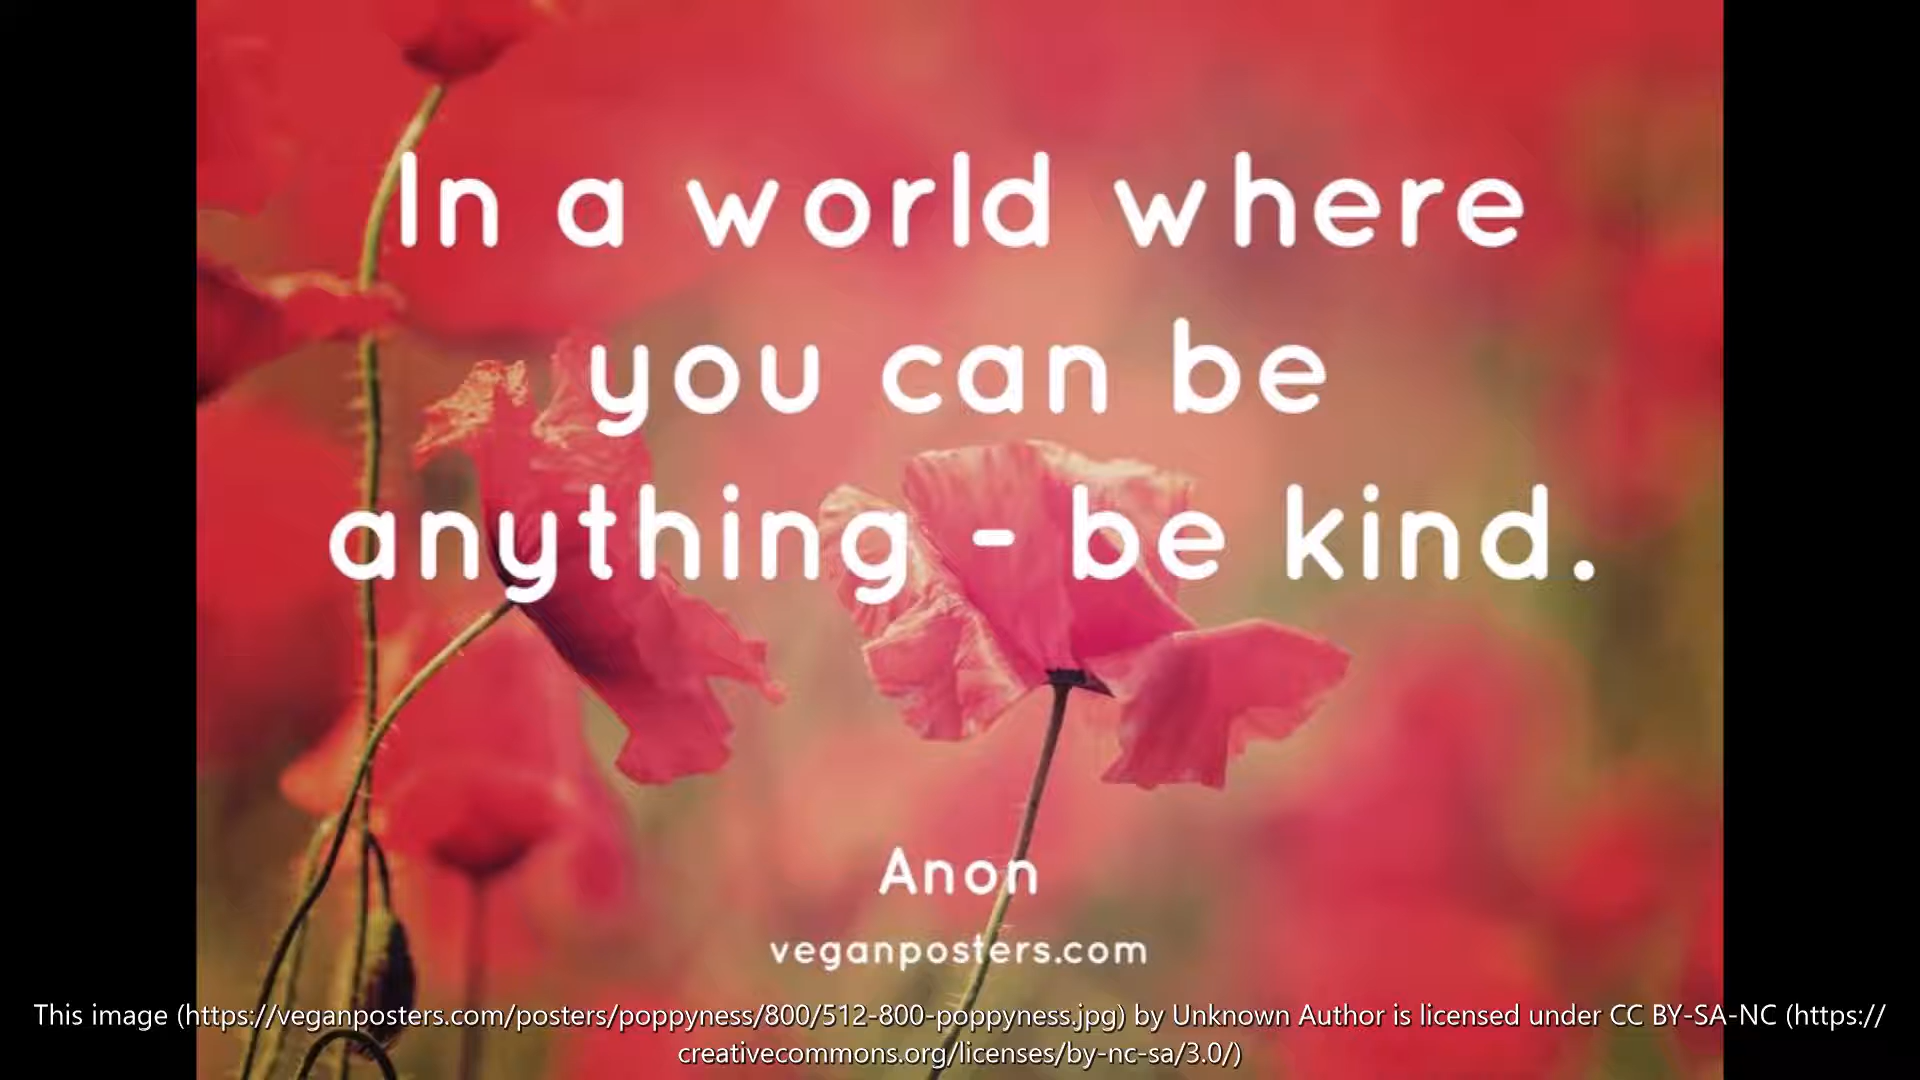 In a world where
you can be
anything - be kind.
Anon
veganposters.com
This image (https://veganposters.com/posters/poppyness/800/512-800-poppyness.jpg) by Unknown Author is licensed under CC BY-SA-NC (https://
creativecommons.org/licenses/by-nc-sa/3.0/)